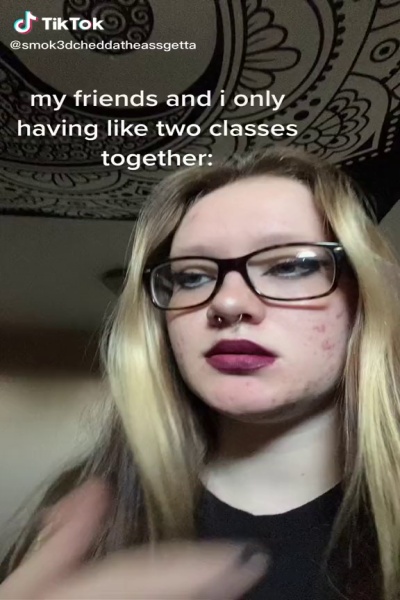 TikTok
@smok3dcheddatheassgetta
my friends and i only
having like two classes
together: